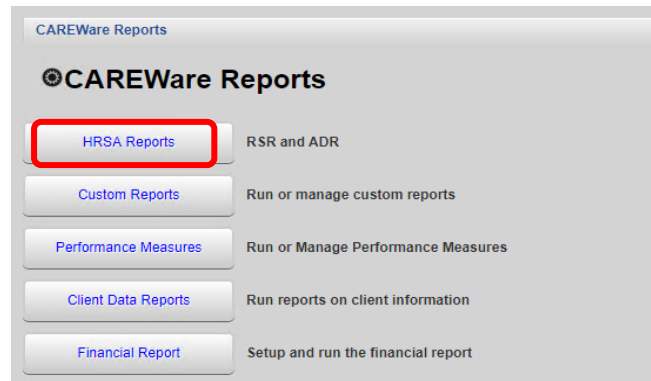 CAREWare Reports
CAREWare Reports
HRSA Reports RSR and ADR
Custom Reports Run or manage custom reports
Performance Measures Run or Manage Performance Measures
Client Data Reports Run reports on client information
Financial Report Setup and run the financial report